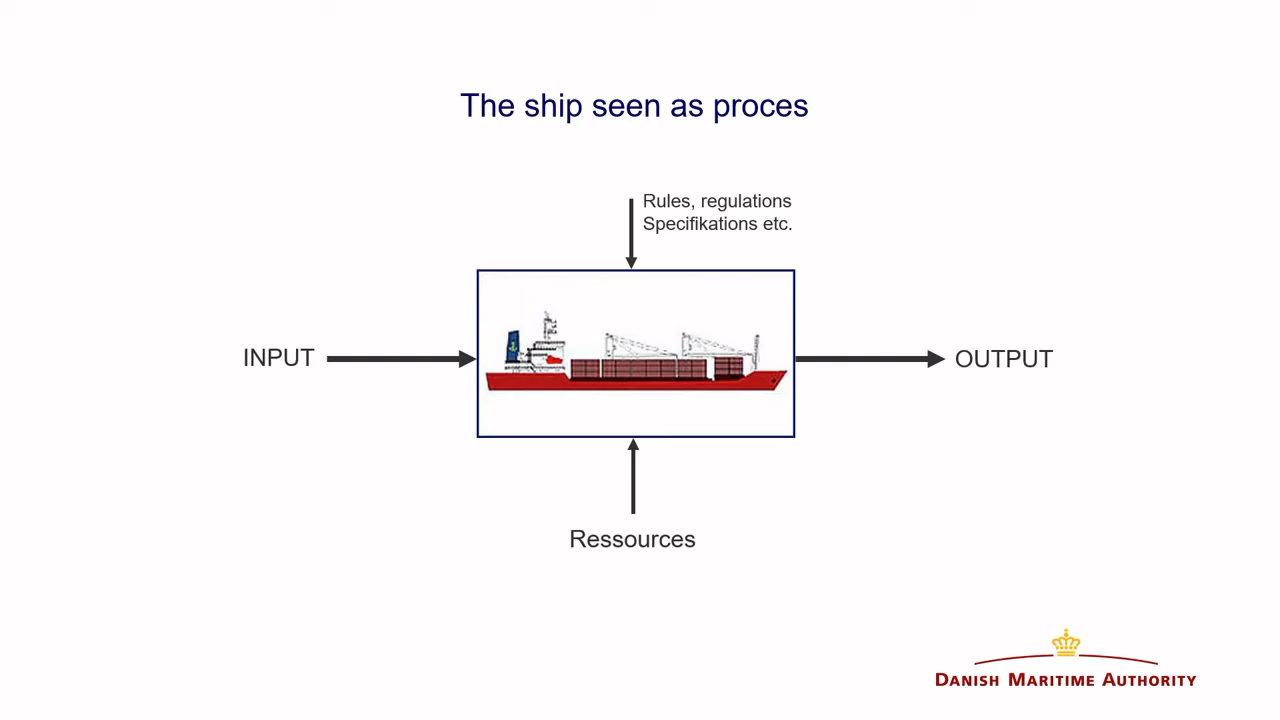 The ship seen as proces
Rules, regulations
Specifikations etc.
INPUT
OUTPUT
Ressources
DANISH MARITIME AUTHORITY